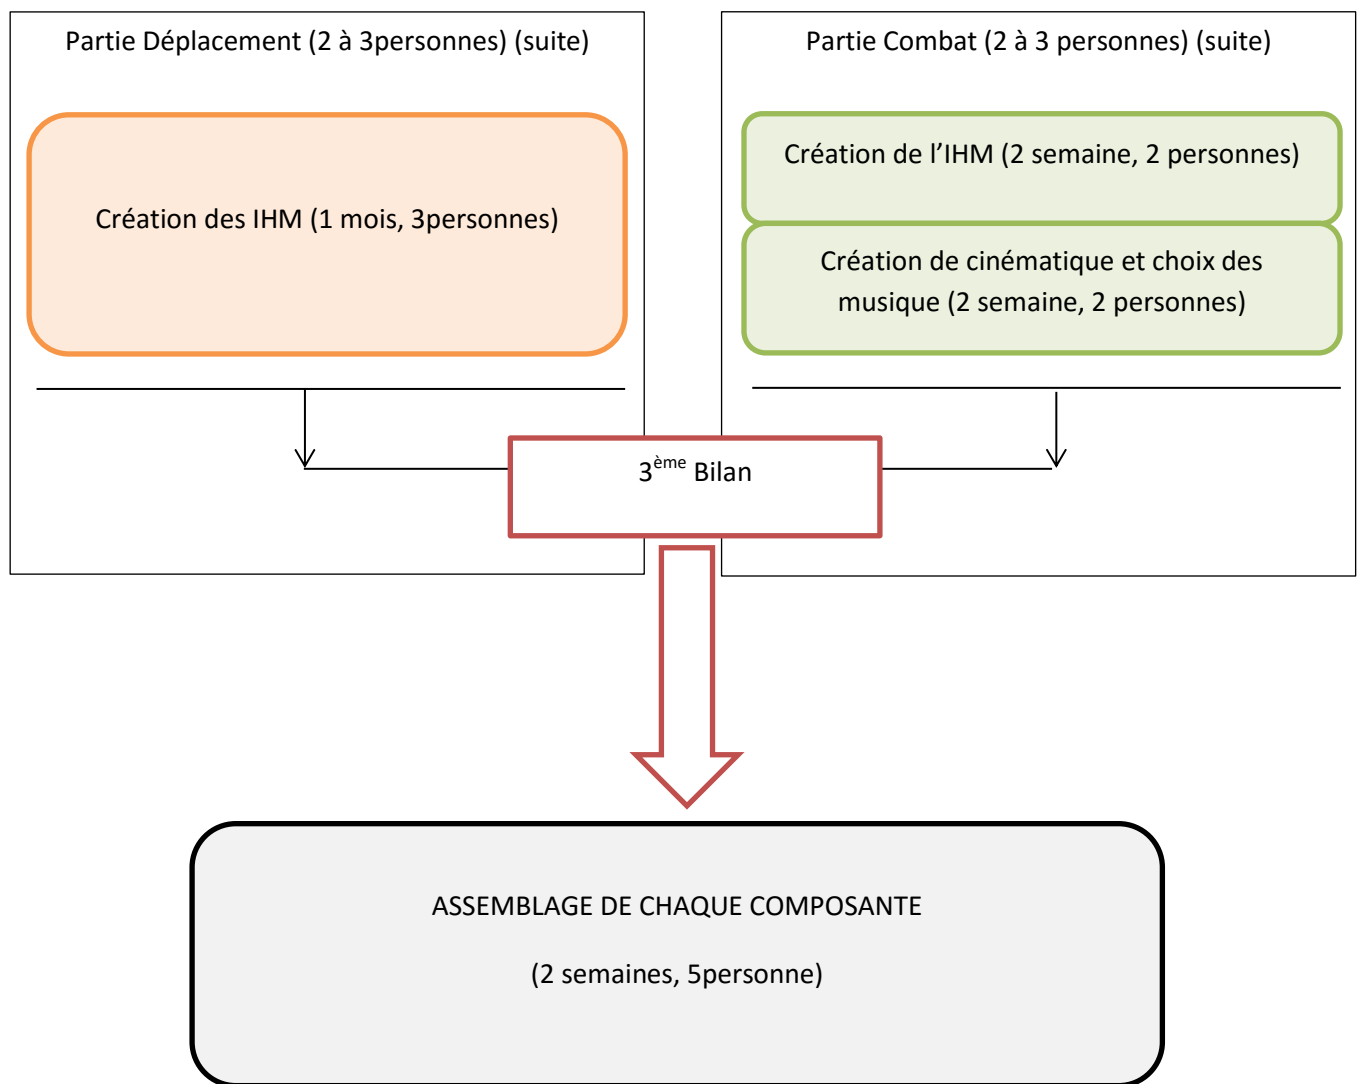 Partie Déplacement (2 à 3personnes) (suite)
Création des IHM (1 mois, 3personnes)
Partie Combat (2 à 3 personnes) (suite)
Création de l’IHM (2 semaine, 2 personnes)
Création de cinématique et choix des
musique (2 semaine, 2 personnes)
3ème Bilan
ASSEMBLAGE DE CHAQUE COMPOSANTE
(2 semaines, 5personne)